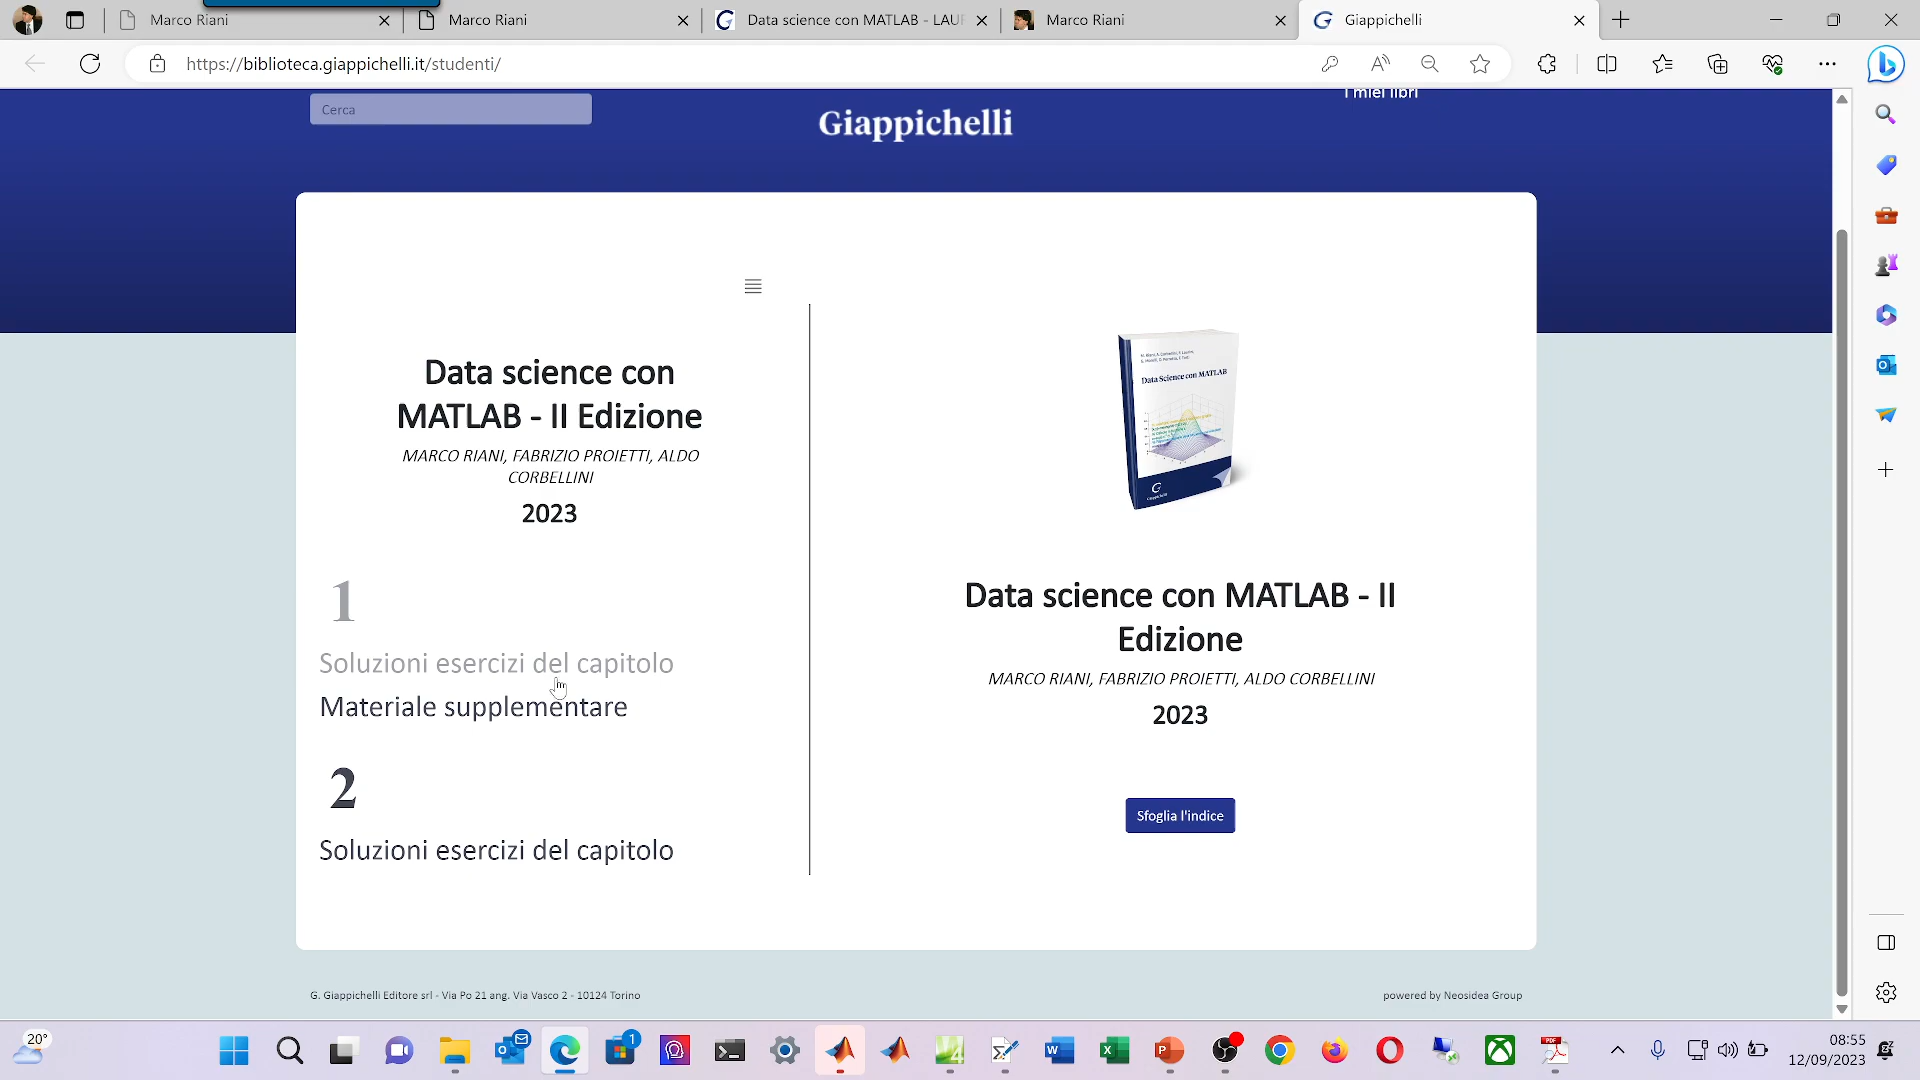 Marco Riani
Marco Riani
Data science con MATLAB - LAU
Marco Riani
Giappichelli
https://biblioteca.giappichelli.it/studenti/
I miei libri
Cerca
Giappichelli
Data science con
MATLAB - II Edizione
MARCO RIANI, FABRIZIO PROIETTI, ALDO
CORBELLINI
2023
1
Soluzioni esercizi del capitolo
Materiale supplementare
2
Soluzioni esercizi del capitolo
Data Science con MATLAB
Giappichelli
Data science con MATLAB - II
Edizione
MARCO RIANI, FABRIZIO PROIETTI, ALDO CORBELLINI
2023
Sfoglia l'indice
G. Giappichelli Editore srl - Via Po 21 ang. Via Vasco 2 - 10124 Torino
powered by Neosidea Group
20°
1
08:55
12/09/2023